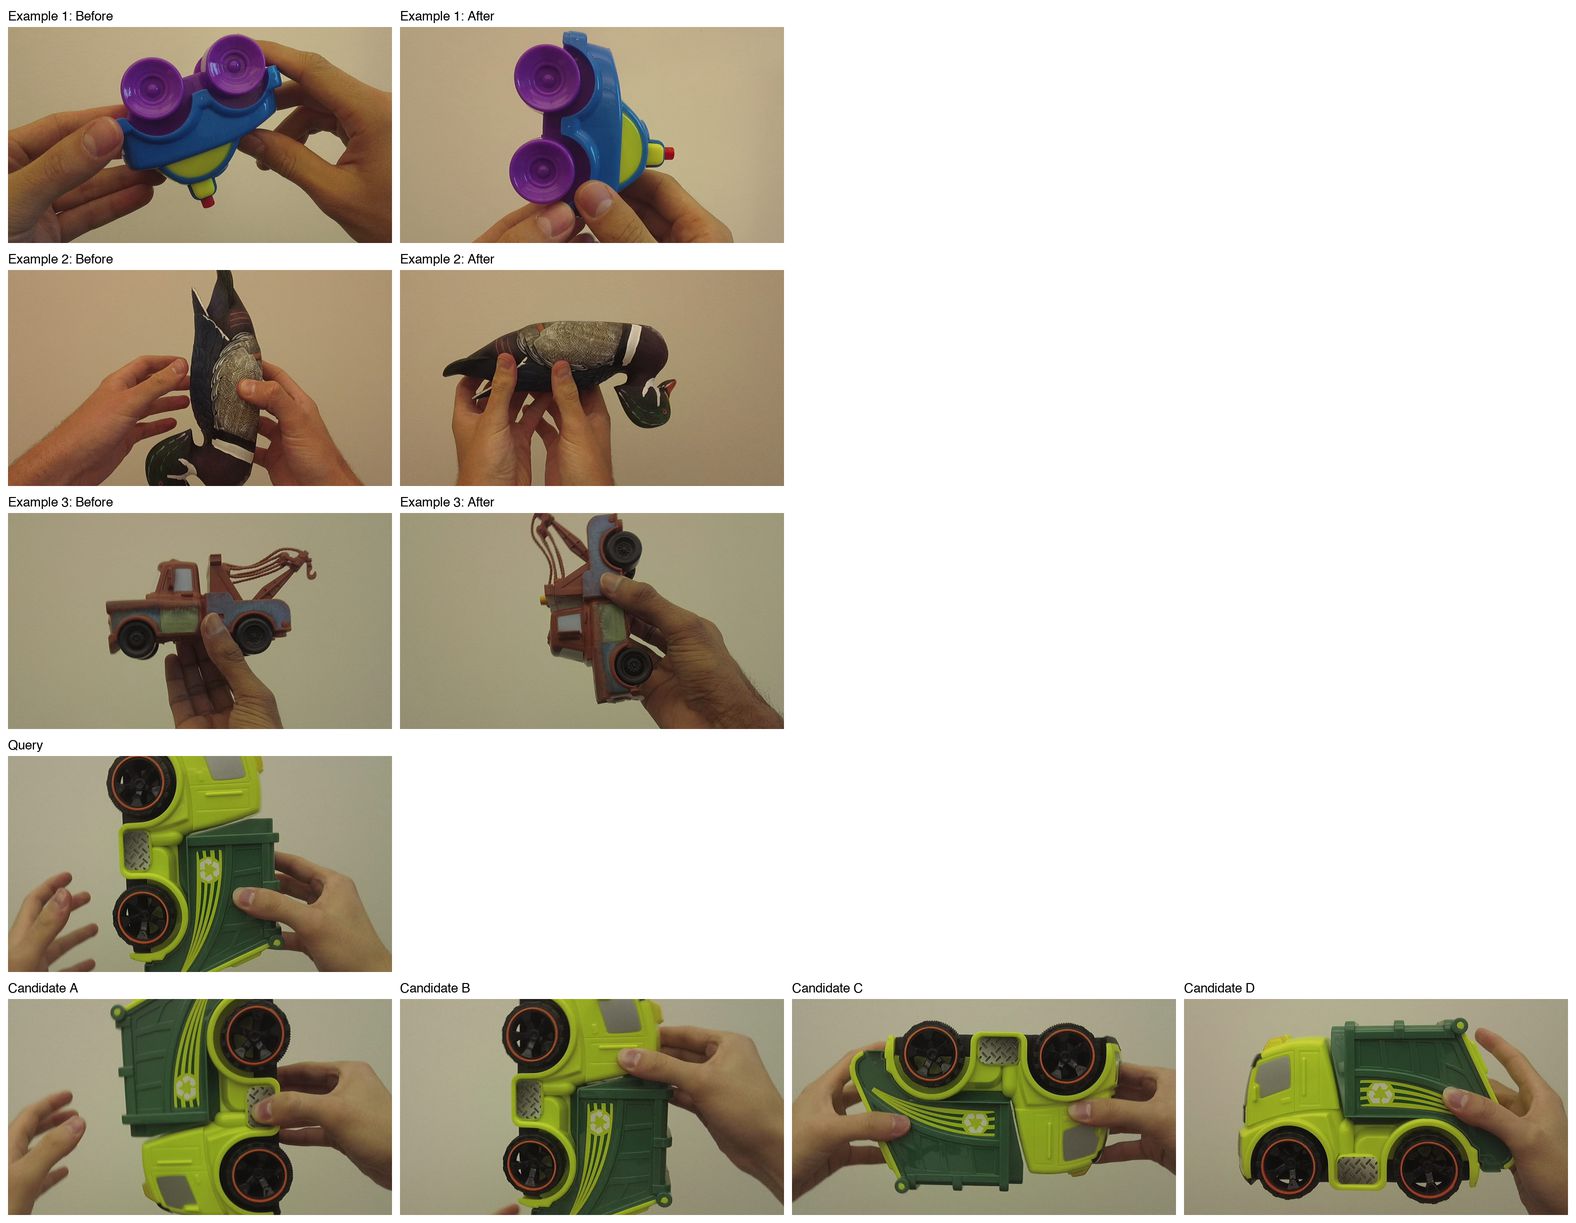 Example 1: Before
Example 1: After
Example 2: Before
Example 2: After
Example 3: Before
Example 3: After
Query
Candidate A
Candidate B
Candidate C
Candidate D